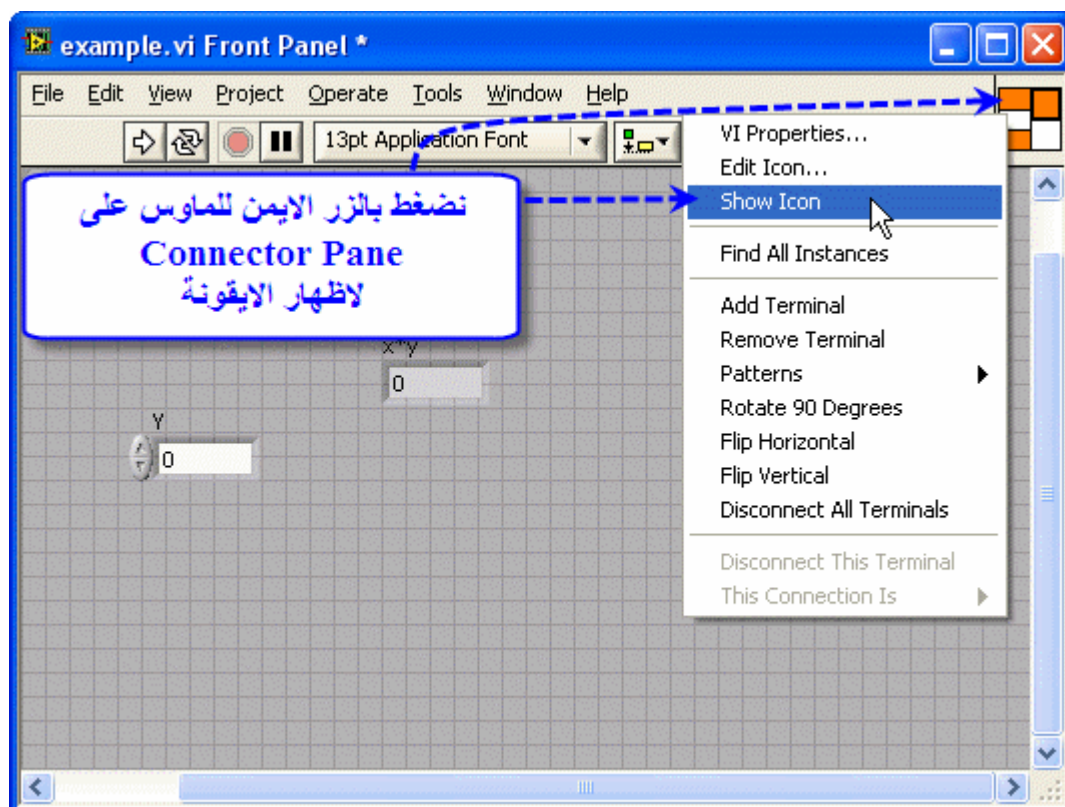 example.vi Front Panel *
File Edit View Project Operate Tools Window Help
13pt Application Font
نضغط بالزر الايمن للماوس على
Connector Pane
لاظهار الايقونة
VI Properties...
Edit Icon...
Show Icon
Find All Instances
Add Terminal
Remove Terminal
Patterns
Rotate 90 Degrees
Flip Horizontal
Flip Vertical
Disconnect All Terminals
Disconnect This Terminal
This Connection Is
x*y
0
Y
0